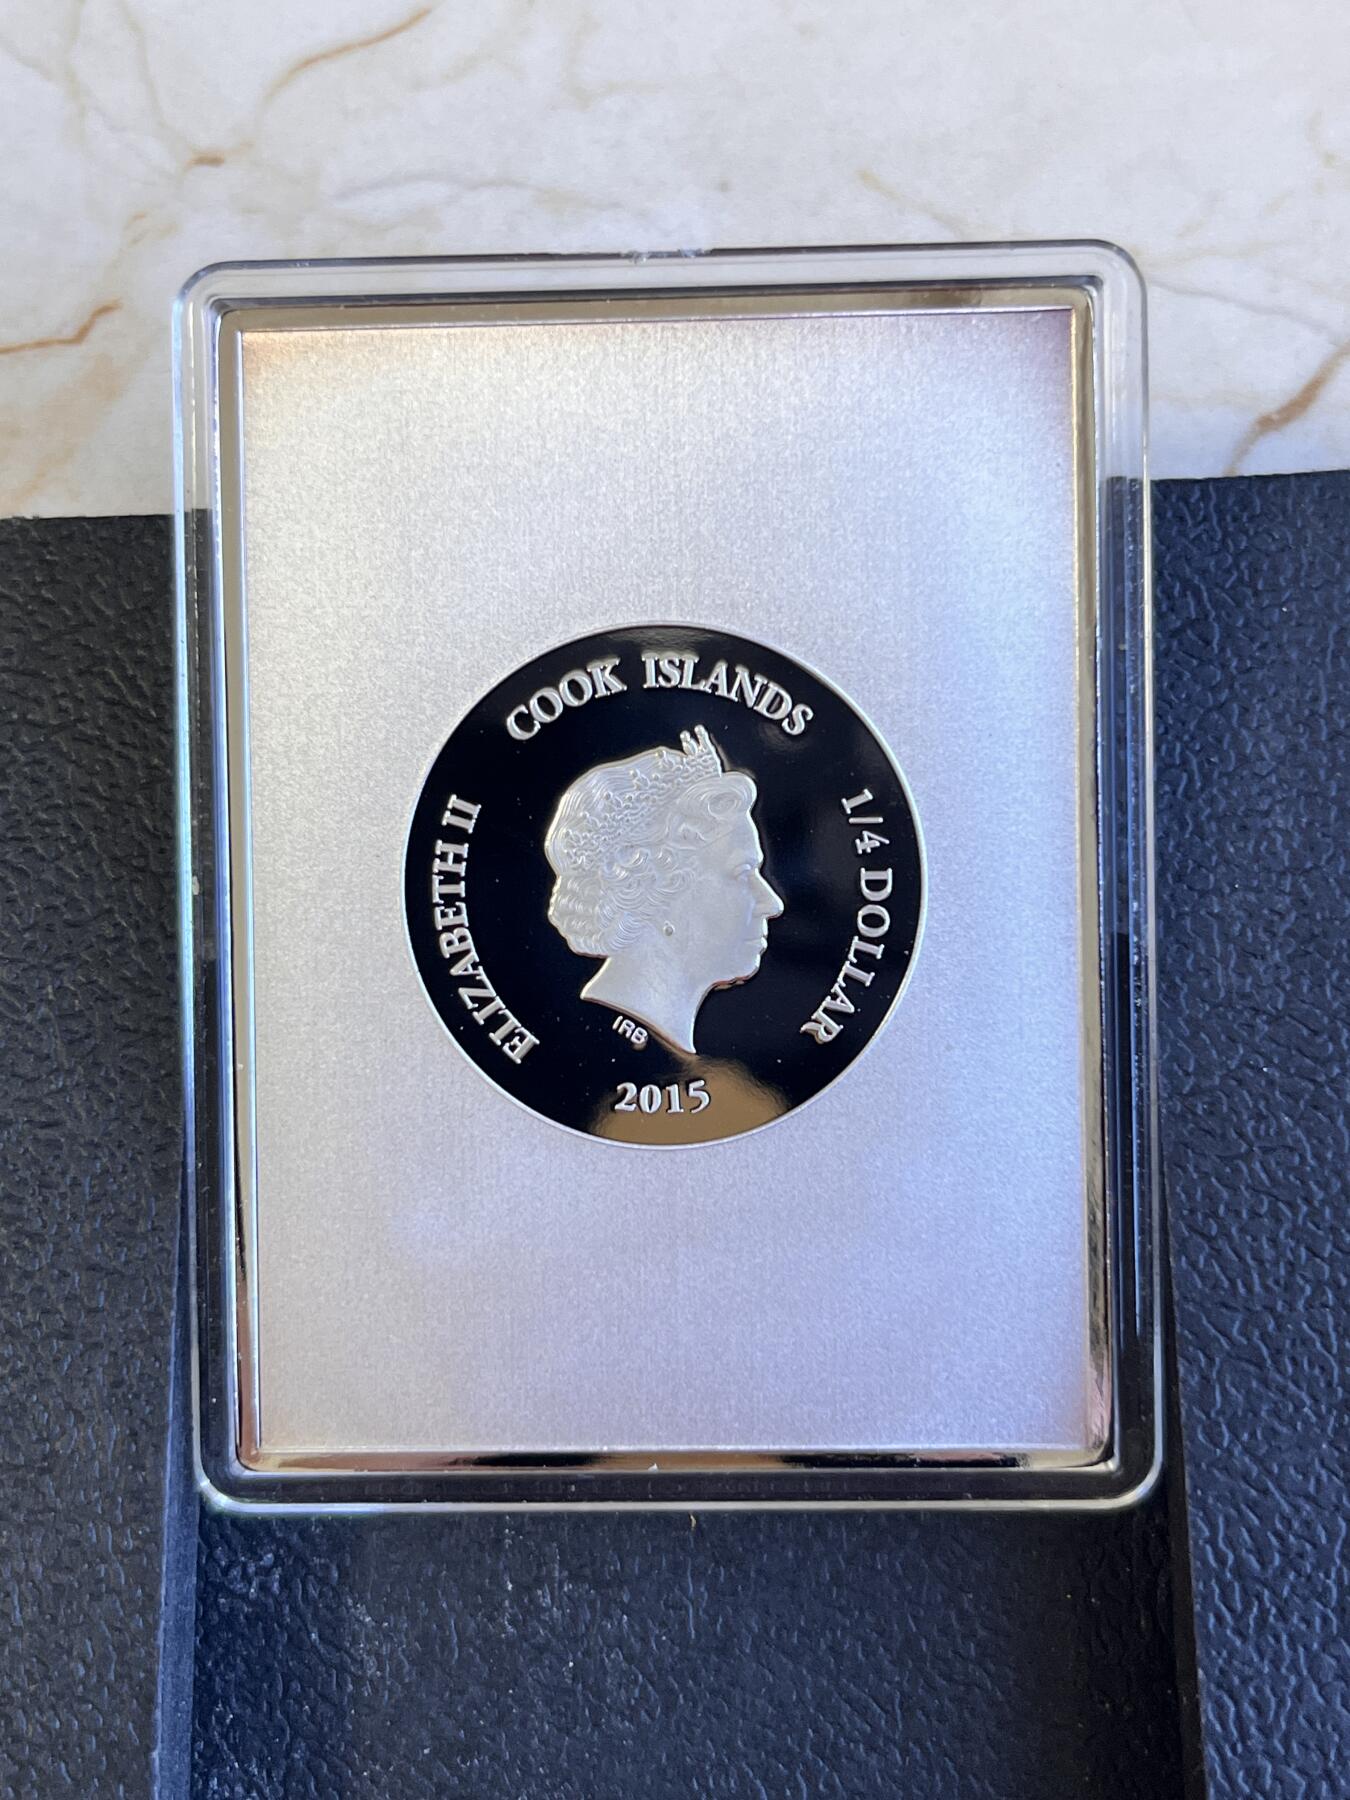 COOK ISLANDS
ELIZABETH II
1/4 DOLLAR
IRB
2015